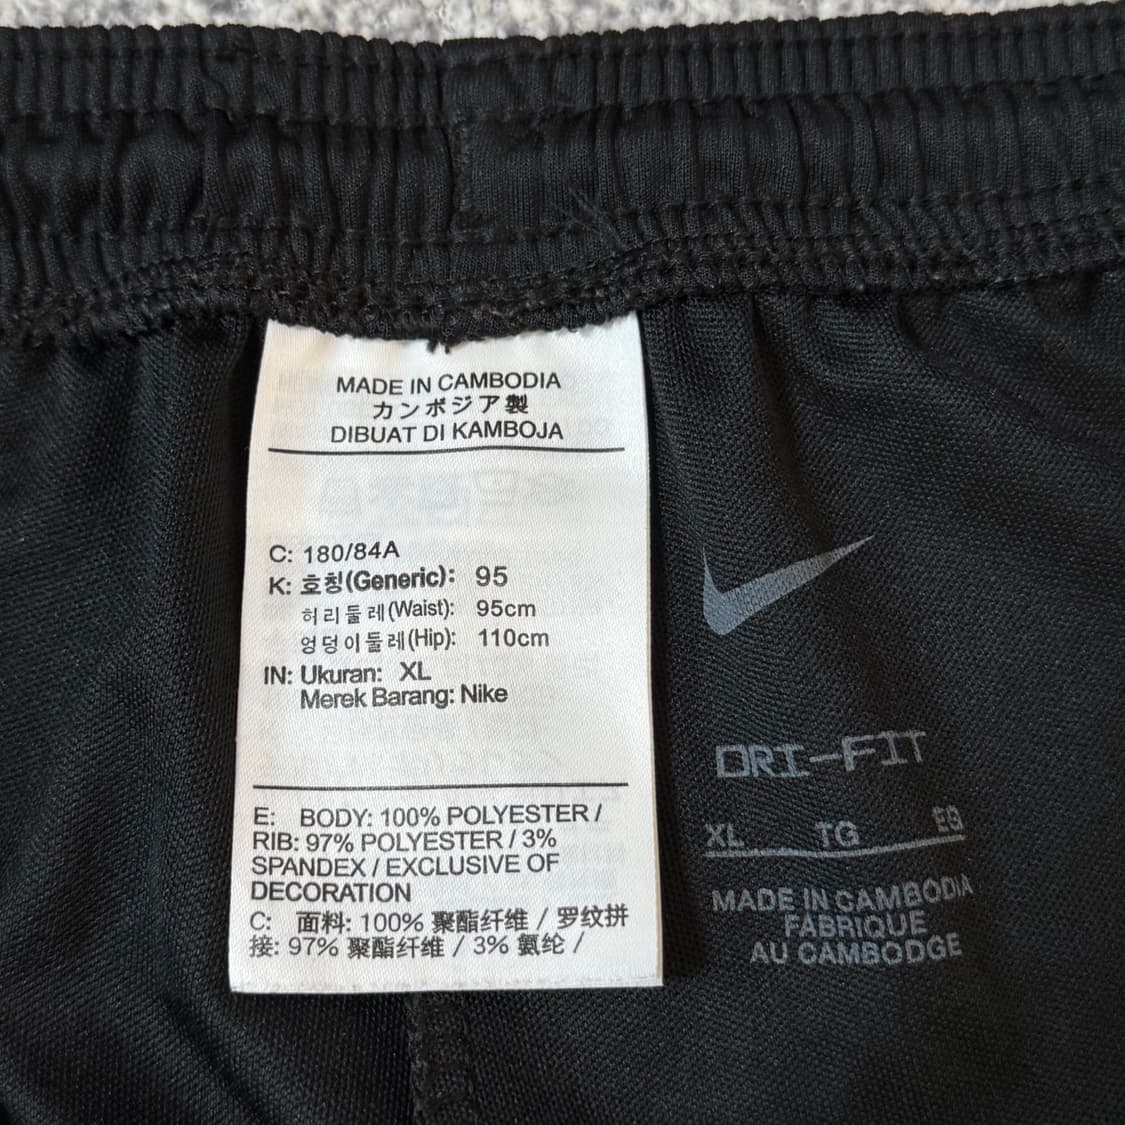 MADE IN CAMBODIA
カンボジア製
DIBUAT DI KAMBOJA
C: 180/84A
K: 호칭(Generic): 95
허리둘레(Waist): 95cm
엉덩이둘레(Hip): 110cm
IN: Ukuran: XL
Merek Barang: Nike
E: BODY: 100% POLYESTER /
RIB: 97% POLYESTER / 3%
SPANDEX / EXCLUSIVE OF
DECORATION
C: 面料: 100% 聚酯纤维 / 罗纹拼
接: 97% 聚酯纤维 / 3% 氨纶 /
DRI-FIT
XL TG EG
MADE IN CAMBODIA
FABRIQUE
AU CAMBODGE